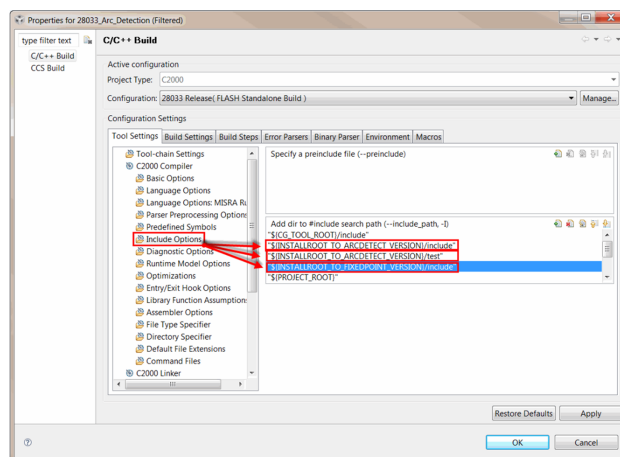 Properties for 28033_Arc_Detection (Filtered)
type filter text
C/C++ Build
CCS Build
C/C++ Build
Active configuration
Project Type: C2000
Configuration: 28033 Release( FLASH Standalone Build ) Manage...
Configuration Settings
Tool Settings Build Settings Build Steps Error Parsers Binary Parser Environment Macros
Tool-chain Settings
C2000 Compiler
Basic Options
Language Options
Language Options: MISRA Ru
Parser Preprocessing Options
Predefined Symbols
Include Options
Diagnostic Options
Runtime Model Options
Optimizations
Entry/Exit Hook Options
Library Function Assumptions
Assembler Options
File Type Specifier
Directory Specifier
Default File Extensions
Command Files
C2000 Linker
Specify a preinclude file (--preinclude)
Add dir to #include search path (--include_path, -I)
"${CG_TOOL_ROOT}/include"
"${INSTALLROOT_TO_ARCDETECT_VERSION}/include"
"${INSTALLROOT_TO_ARCDETECT_VERSION}/test"
"${INSTALLROOT_TO_FIXEDPOINT_VERSION}/include"
"${PROJECT_ROOT}"
Restore Defaults Apply
OK Cancel